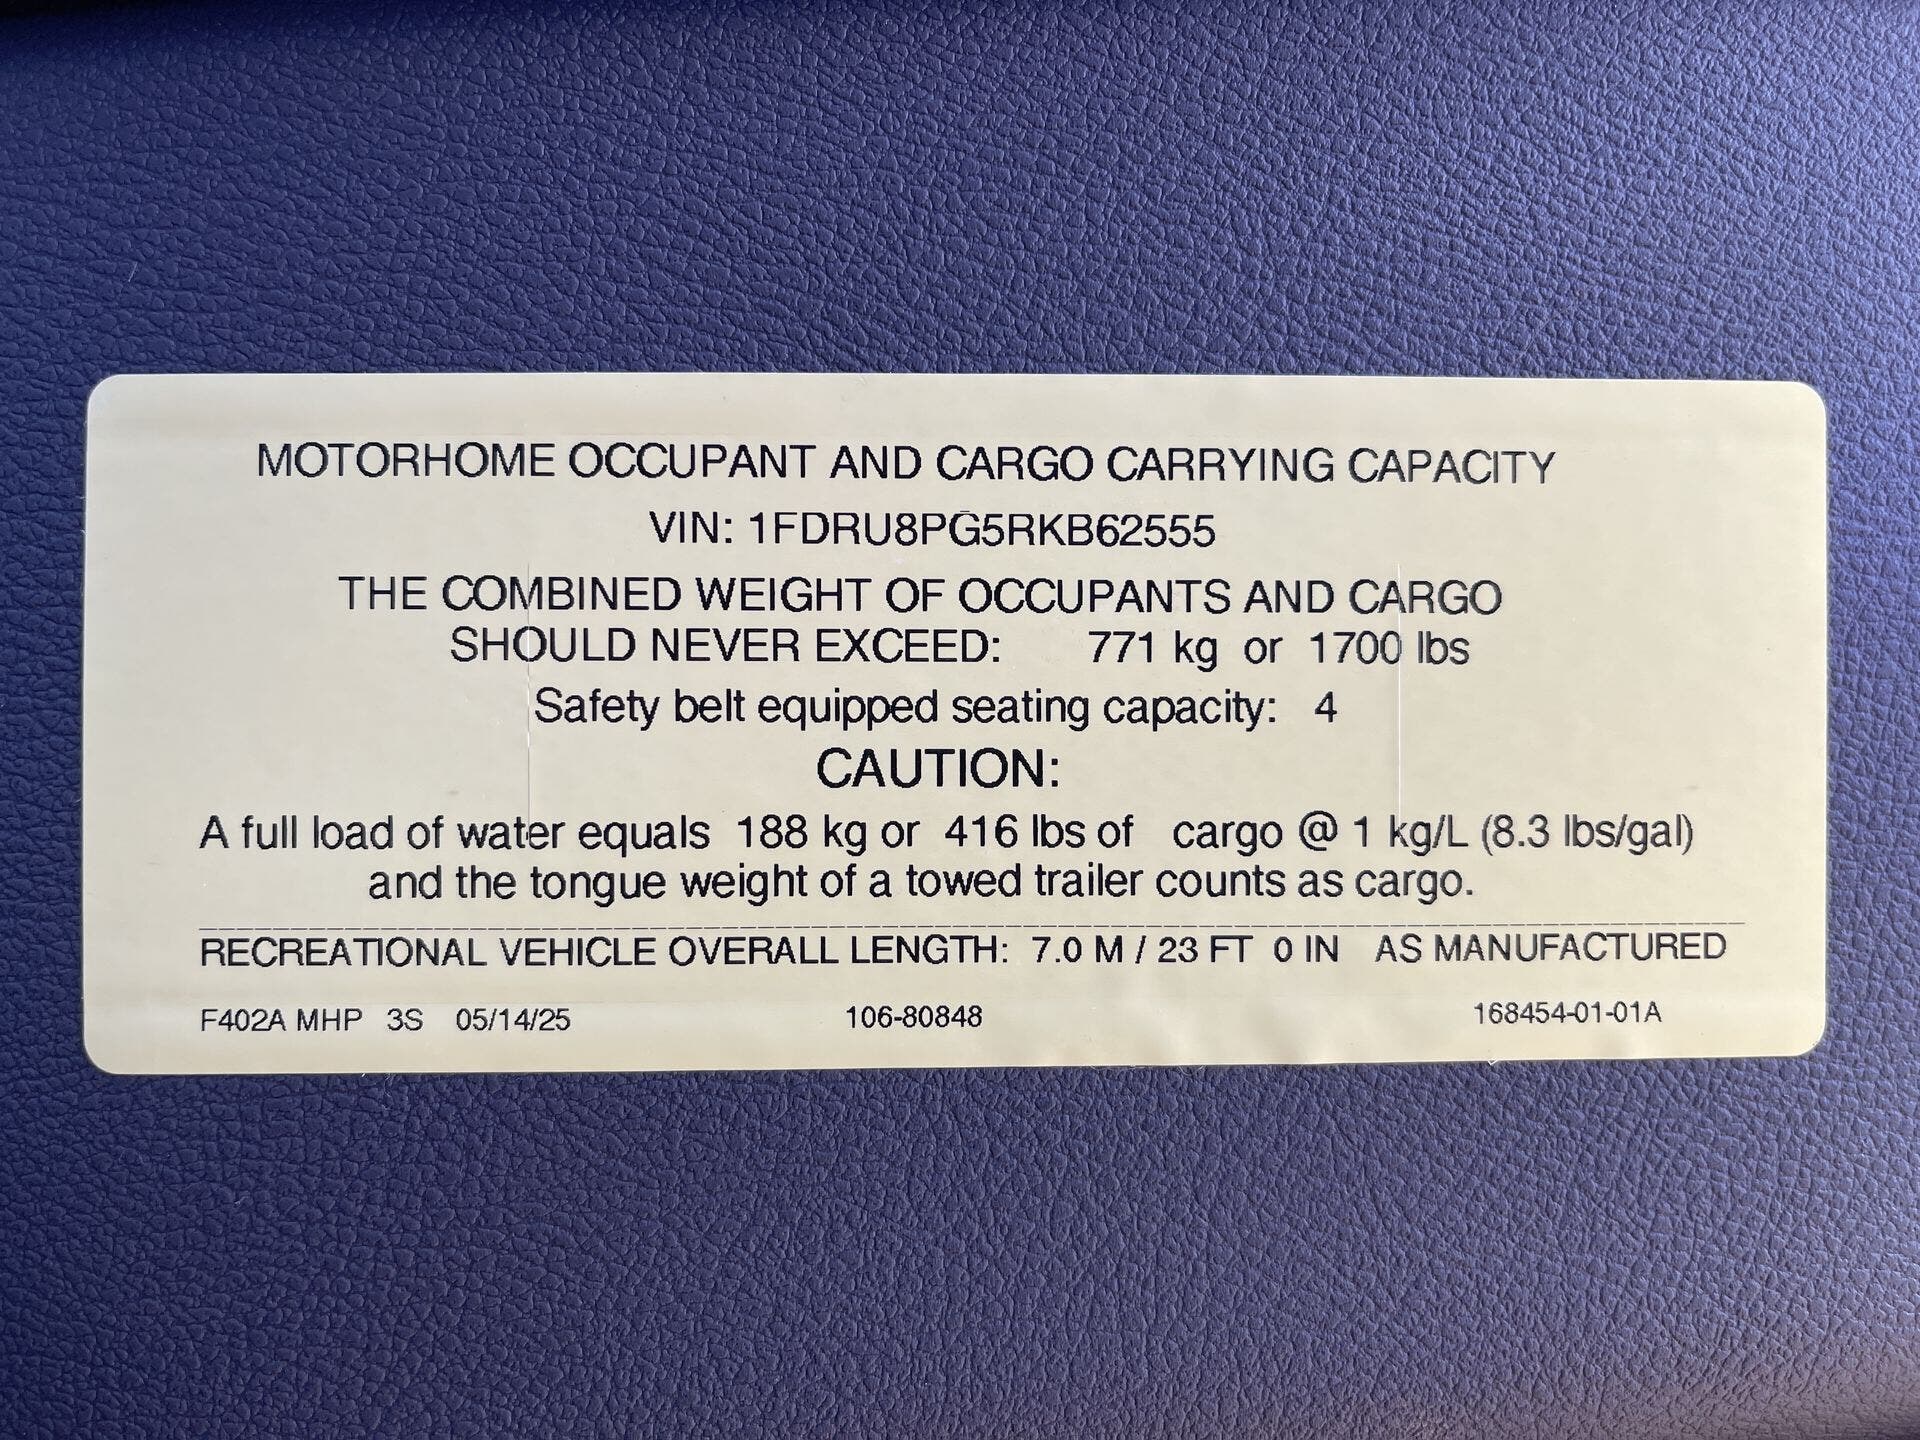 MOTORHOME OCCUPANT AND CARGO CARRYING CAPACITY
VIN: 1FDRU8PG5RKB62555
THE COMBINED WEIGHT OF OCCUPANTS AND CARGO
SHOULD NEVER EXCEED: 771 kg or 1700 lbs
Safety belt equipped seating capacity: 4
CAUTION:
A full load of water equals 188 kg or 416 lbs of cargo @ 1 kg/L (8.3 lbs/gal)
and the tongue weight of a towed trailer counts as cargo.
RECREATIONAL VEHICLE OVERALL LENGTH: 7.0 M / 23 FT 0 IN AS MANUFACTURED
F402A MHP 3S 05/14/25 106-80848 168454-01-01A